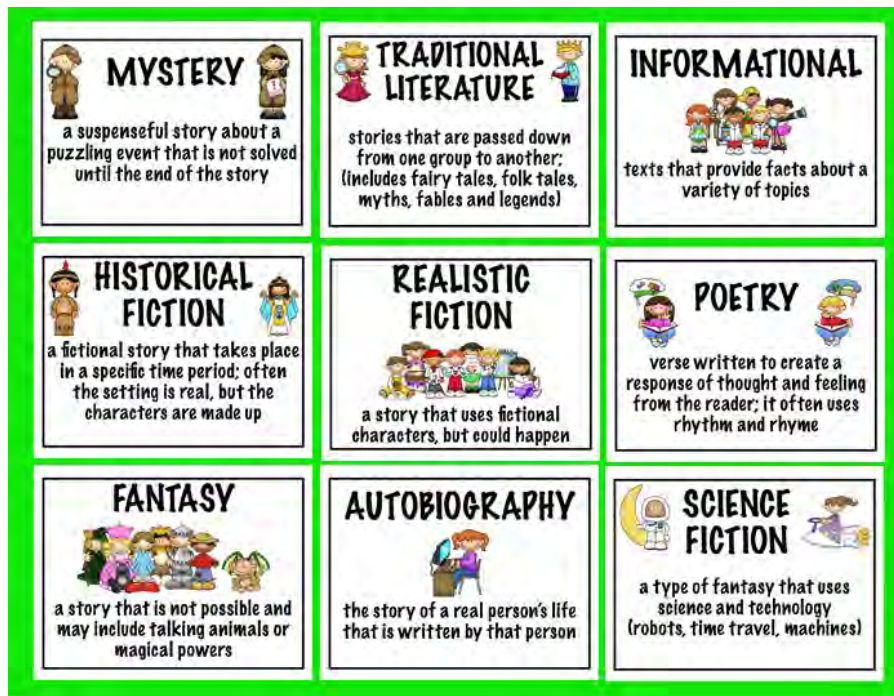 MYSTERY
a suspenseful story about a
puzzling event that is not solved
until the end of the story
TRADITIONAL
LITERATURE
stories that are passed down
from one group to another;
(includes fairy tales, folk tales,
myths, fables and legends)
INFORMATIONAL
texts that provide facts about a
variety of topics
HISTORICAL
FICTION
a fictional story that takes place
in a specific time period; often
the setting is real, but the
characters are made up
REALISTIC
FICTION
a story that uses fictional
characters, but could happen
POETRY
verse written to create a
response of thought and feeling
from the reader; it often uses
rhythm and rhyme
FANTASY
a story that is not possible and
may include talking animals or
magical powers
AUTOBIOGRAPHY
the story of a real person's life
that is written by that person
SCIENCE
FICTION
a type of fantasy that uses
science and technology
(robots, time travel, machines)